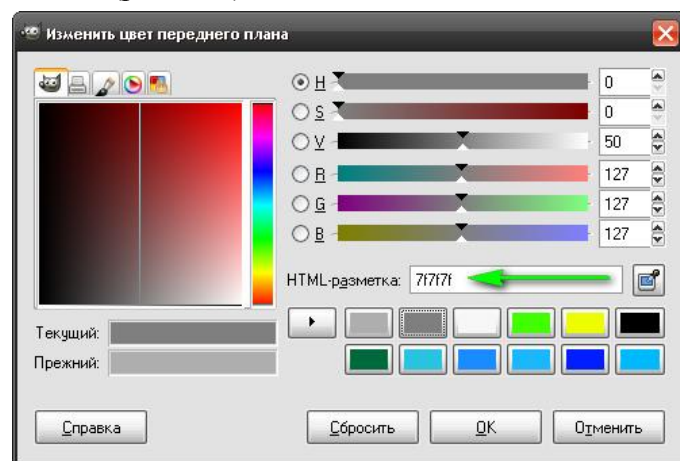 Изменить цвет переднего плана
H 0
S 0
V 50
R 127
G 127
B 127
HTML-разметка: 7f7f7f
Текущий:
Прежний:
Справка
Сбросить
OK
Отменить